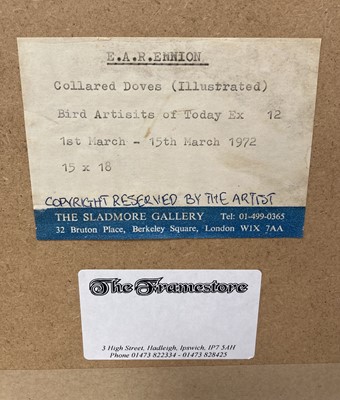 E.A.R.ENNION
Collared Doves (Illustrated)
Bird Artisits of Today Ex 12
1st March - 15th March 1972
15 x 18
COPYRIGHT RESERVED BY THE ARTIST
THE SLADMORE GALLERY Tel: 01-499-0365
32 Bruton Place, Berkeley Square, London W1X 7AA
The Framestore
3 High Street, Hadleigh, Ipswich, IP7 5AH
Phone 01473 822334 - 01473 828425